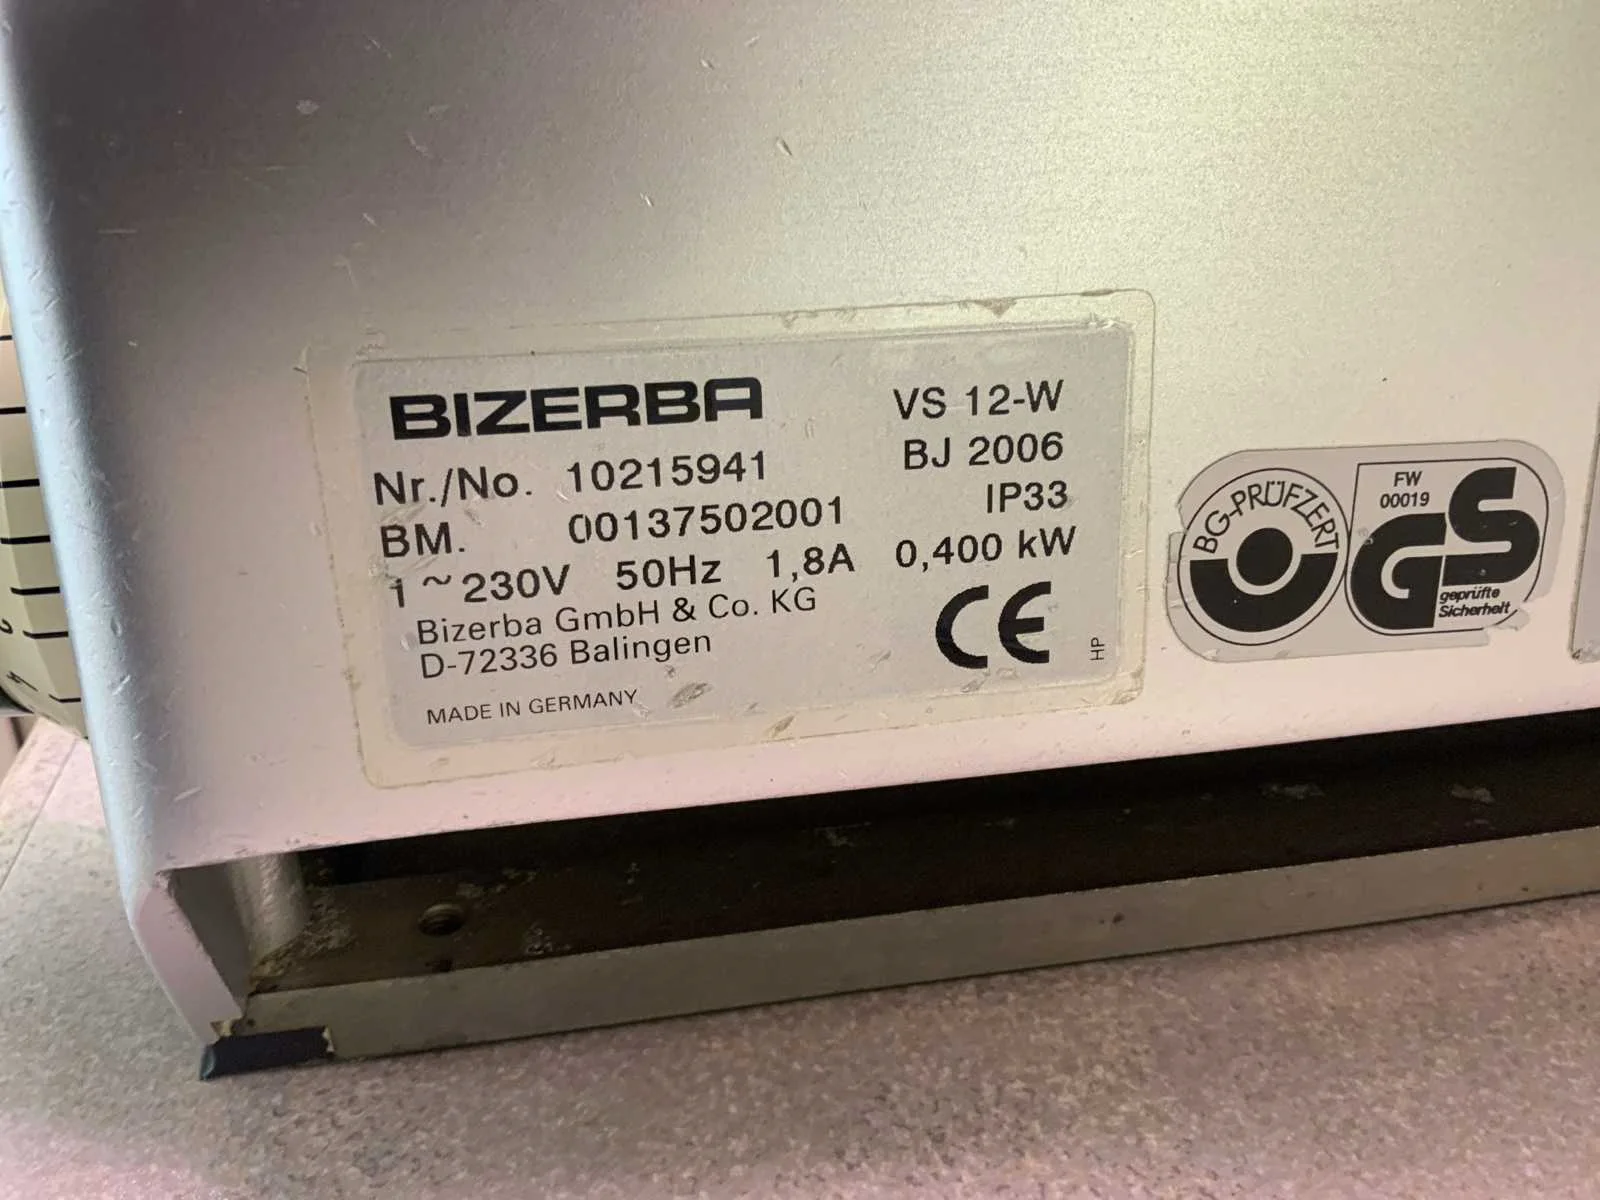 BIZERBA VS 12-W
Nr./No. 10215941 BJ 2006
BM. 00137502001 IP33
1~230V 50Hz 1,8A 0,400 kW
Bizerba GmbH & Co. KG
D-72336 Balingen
CE
HP
MADE IN GERMANY
BG-PRÜFZERT
FW
00019
GS
geprüfte
Sicherheit